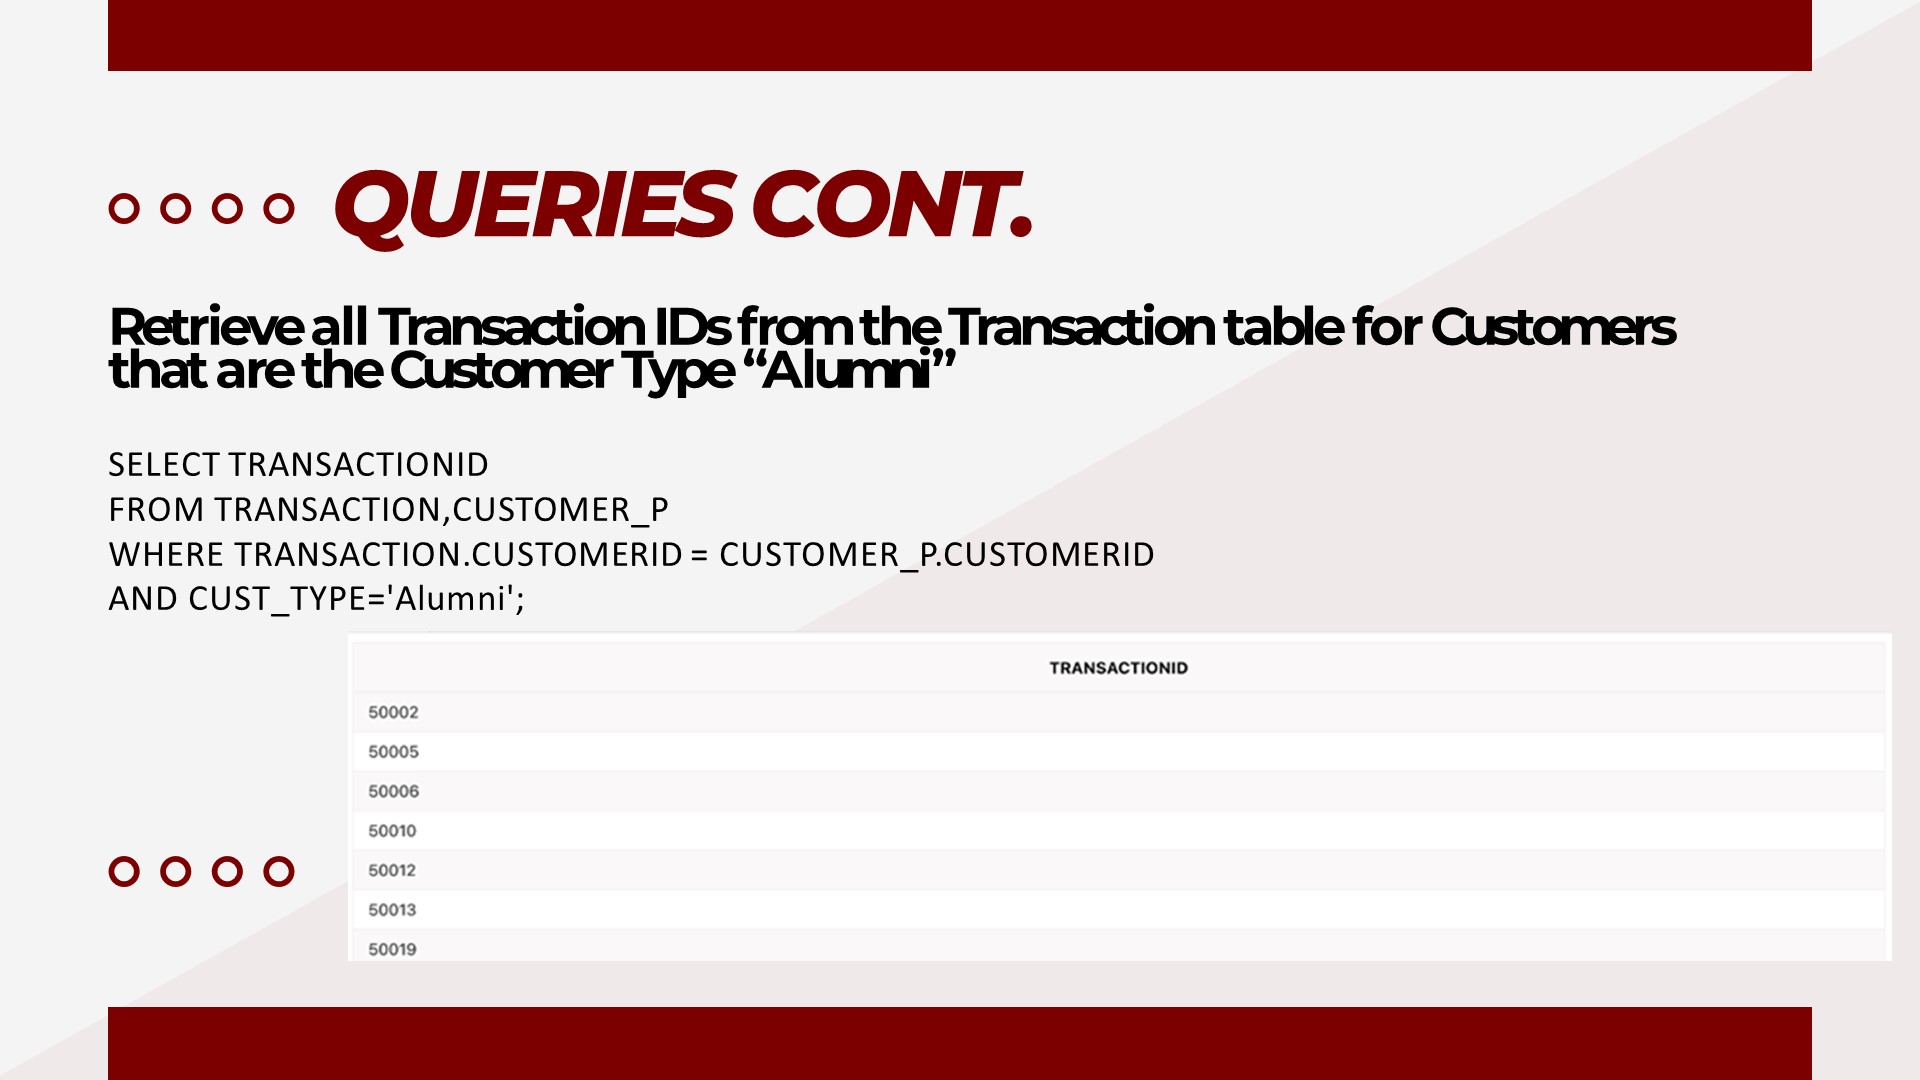 QUERIES CONT.
Retrieve all Transaction IDs from the Transaction table for Customers
that are the Customer Type “Alumni”
SELECT TRANSACTIONID
FROM TRANSACTION,CUSTOMER_P
WHERE TRANSACTION.CUSTOMERID = CUSTOMER_P.CUSTOMERID
AND CUST_TYPE='Alumni';
TRANSACTIONID
50002
50005
50006
50010
50012
50013
50019